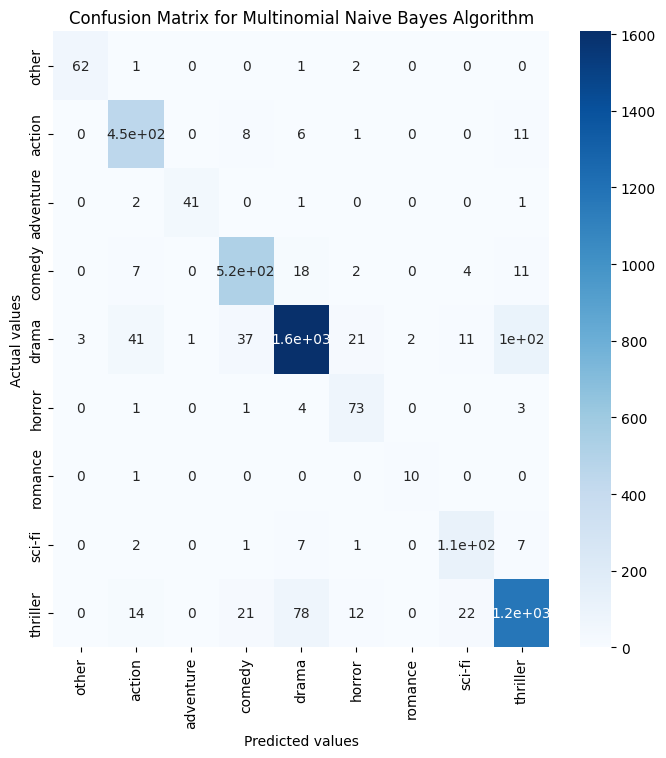 Confusion Matrix for Multinomial Naive Bayes Algorithm
other 62 1 0 0 1 2 0 0 0
action 0 4.5e+02 0 8 6 1 0 0 11
adventure 0 2 41 0 1 0 0 0 1
comedy 0 7 0 5.2e+02 18 2 0 4 11
drama 3 41 1 37 1.6e+03 21 2 11 1e+02
horror 0 1 0 1 4 73 0 0 3
romance 0 1 0 0 0 0 10 0 0
sci-fi 0 2 0 1 7 1 0 1.1e+02 7
thriller 0 14 0 21 78 12 0 22 1.2e+03
other action adventure comedy drama horror romance sci-fi thriller
Predicted values
Actual values
1600
1400
1200
1000
800
600
400
200
0